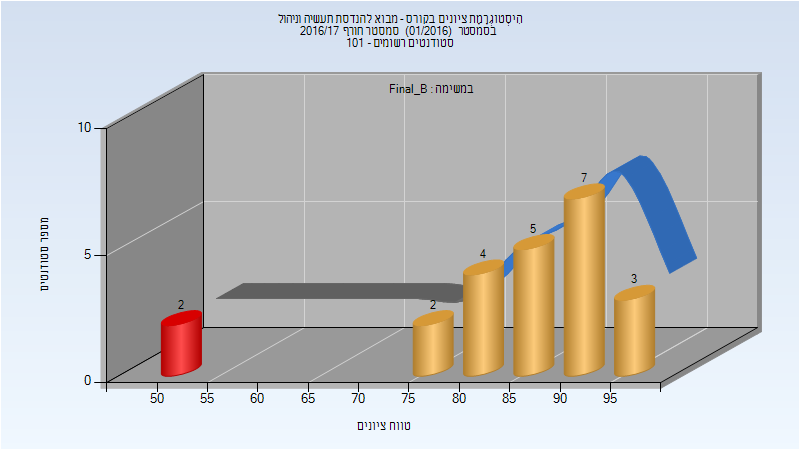 היסטוגרמת ציונים בקורס - מבוא להנדסת תעשיה וניהול
בסמסטר (01/2016) סמסטר חורף 2016/17
סטודנטים רשומים - 101
במשימה : Final_B
מספר סטודנטים
10
5
0
2
2
4
5
7
3
50 55 60 65 70 75 80 85 90 95
טווח ציונים